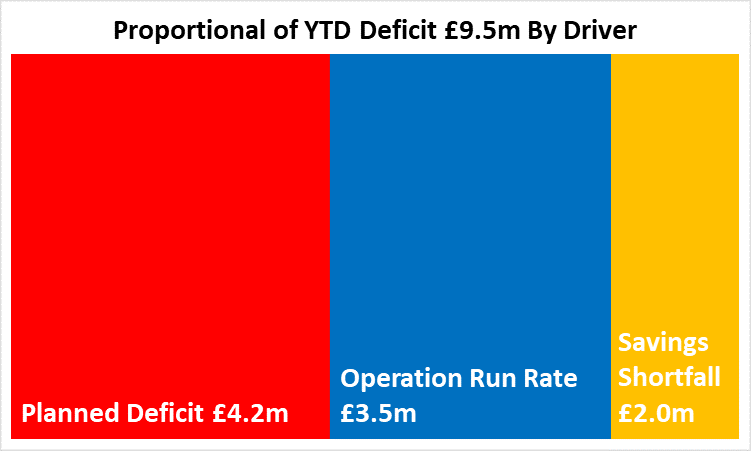 Proportional of YTD Deficit £9.5m By Driver
Planned Deficit £4.2m
Operation Run Rate
£3.5m
Savings
Shortfall
£2.0m